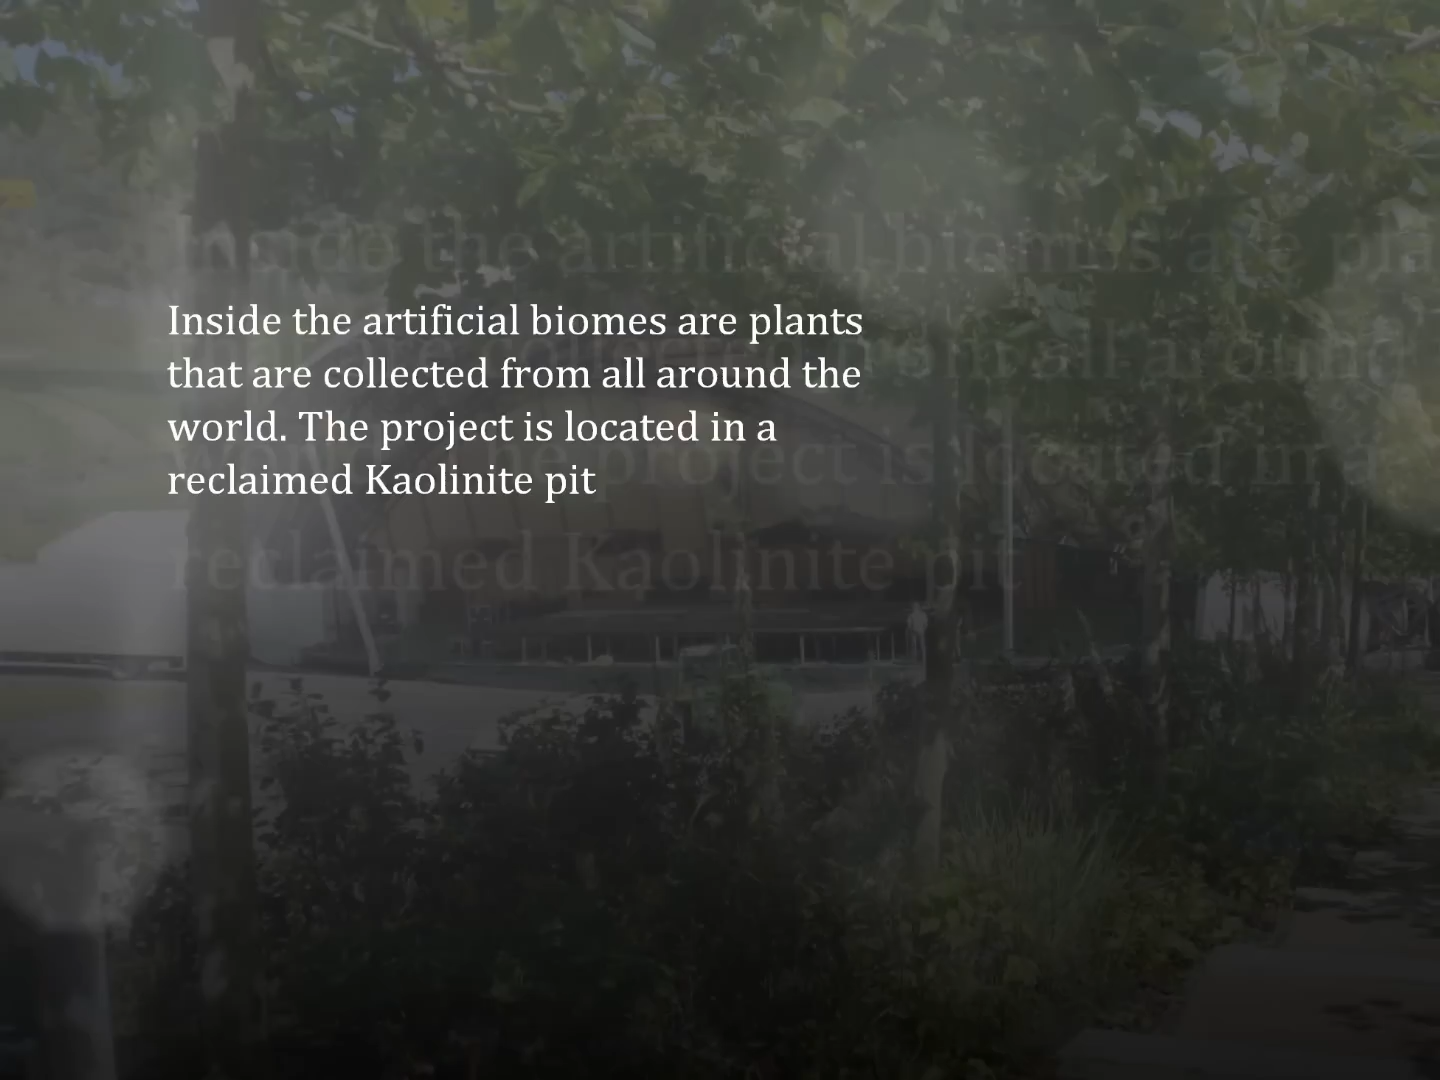 Inside the artificial biomes are plants
that are collected from all around the
world. The project is located in a
reclaimed Kaolinite pit